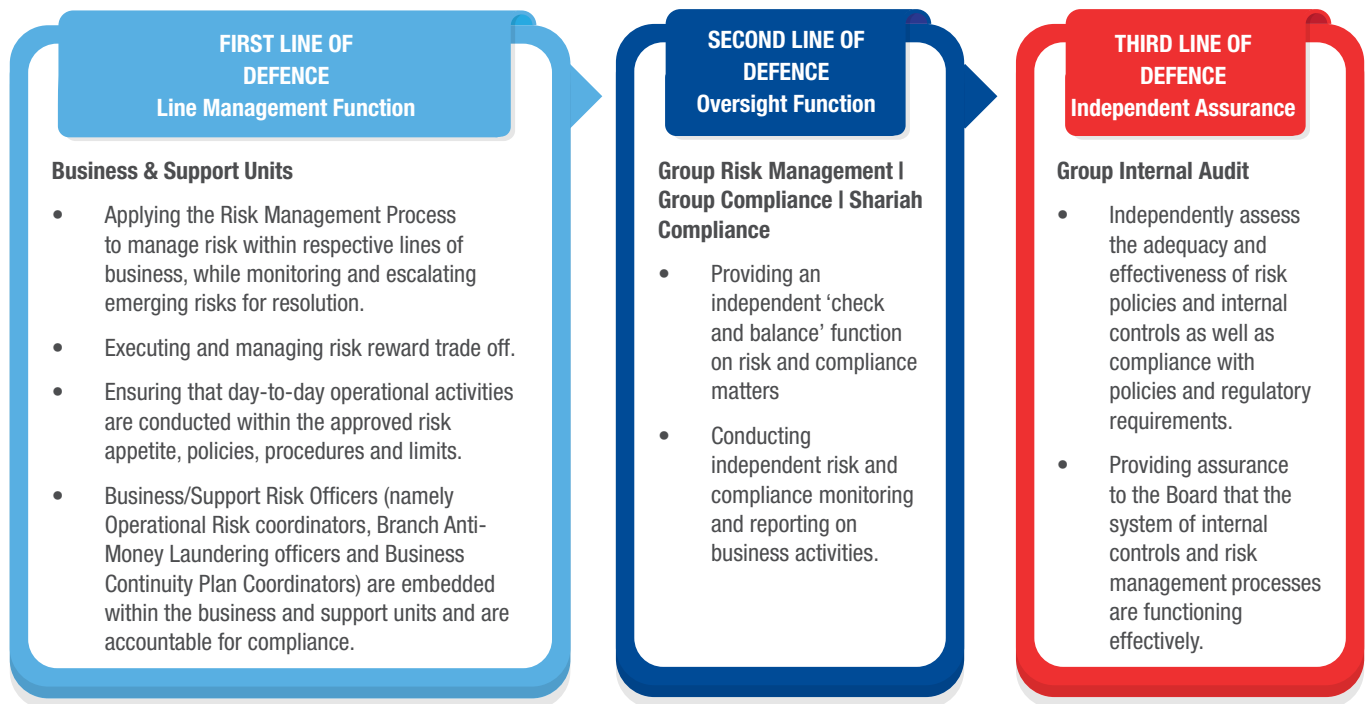 FIRST LINE OF
DEFENCE
Line Management Function
Business & Support Units
• Applying the Risk Management Process
to manage risk within respective lines of
business, while monitoring and escalating
emerging risks for resolution.
• Executing and managing risk reward trade off.
• Ensuring that day-to-day operational activities
are conducted within the approved risk
appetite, policies, procedures and limits.
• Business/Support Risk Officers (namely
Operational Risk coordinators, Branch Anti-
Money Laundering officers and Business
Continuity Plan Coordinators) are embedded
within the business and support units and are
accountable for compliance.
SECOND LINE OF
DEFENCE
Oversight Function
Group Risk Management |
Group Compliance | Shariah
Compliance
• Providing an
independent ‘check
and balance’ function
on risk and compliance
matters
• Conducting
independent risk and
compliance monitoring
and reporting on
business activities.
THIRD LINE OF
DEFENCE
Independent Assurance
Group Internal Audit
• Independently assess
the adequacy and
effectiveness of risk
policies and internal
controls as well as
compliance with
policies and regulatory
requirements.
• Providing assurance
to the Board that the
system of internal
controls and risk
management processes
are functioning
effectively.